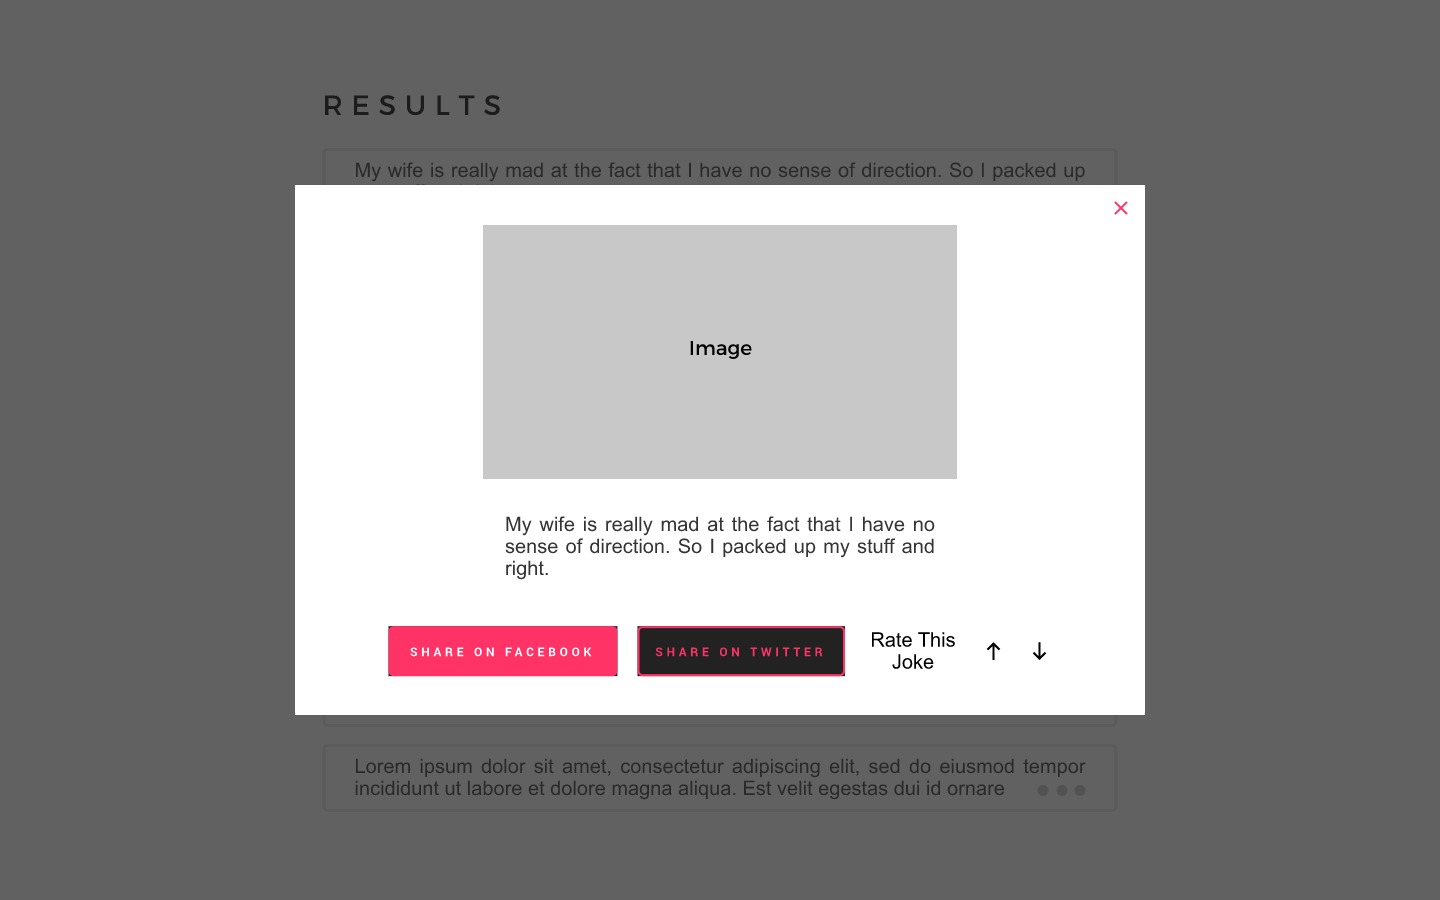 RESULTS
My wife is really mad at the fact that I have no sense of direction. So I packed up
Image
My wife is really mad at the fact that I have no
sense of direction. So I packed up my stuff and
right.
SHARE ON FACEBOOK
SHARE ON TWITTER
Rate This
Joke
Lorem ipsum dolor sit amet, consectetur adipiscing elit, sed do eiusmod tempor
incididunt ut labore et dolore magna aliqua. Est velit egestas dui id ornare